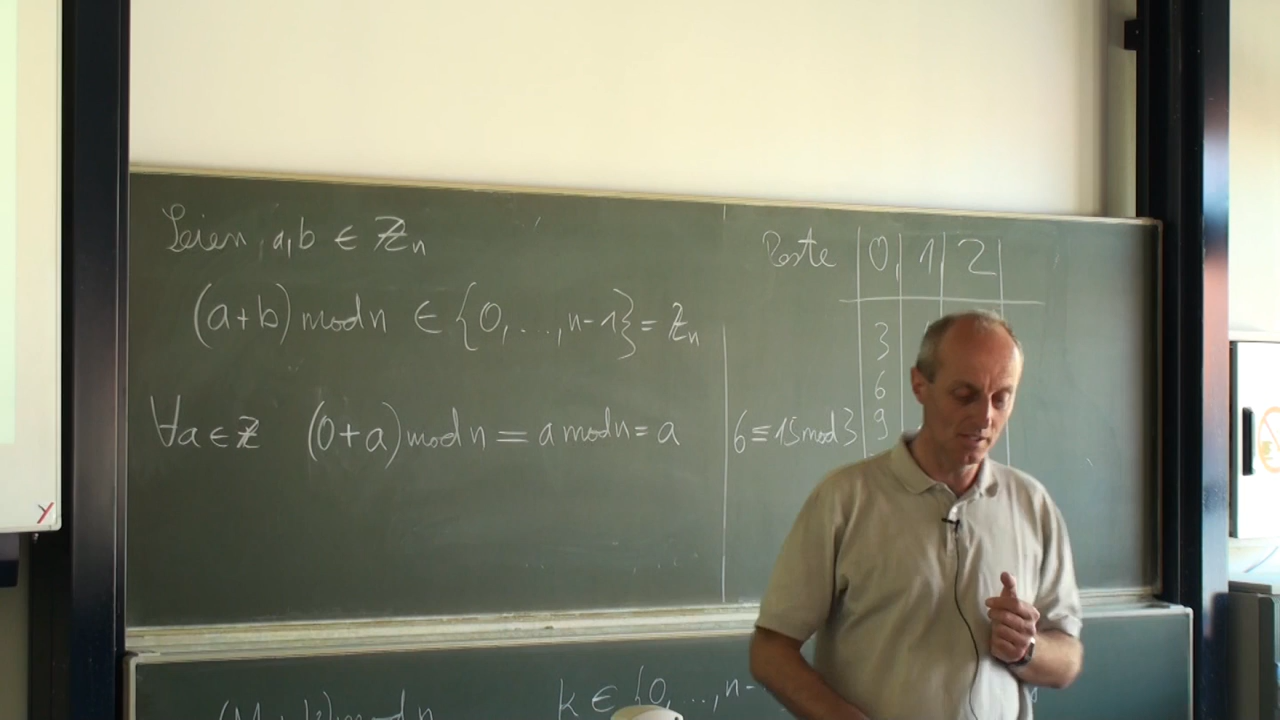 Seien a,b ∈ ℤn
(a+b) mod n ∈ {0,...,n-1} = ℤn
∀a ∈ ℤ (0+a) mod n = a mod n = a
Reste 0, 1, 2
3
6
9
6 ≡ 15 mod 3
k ∈ {0,...,n-